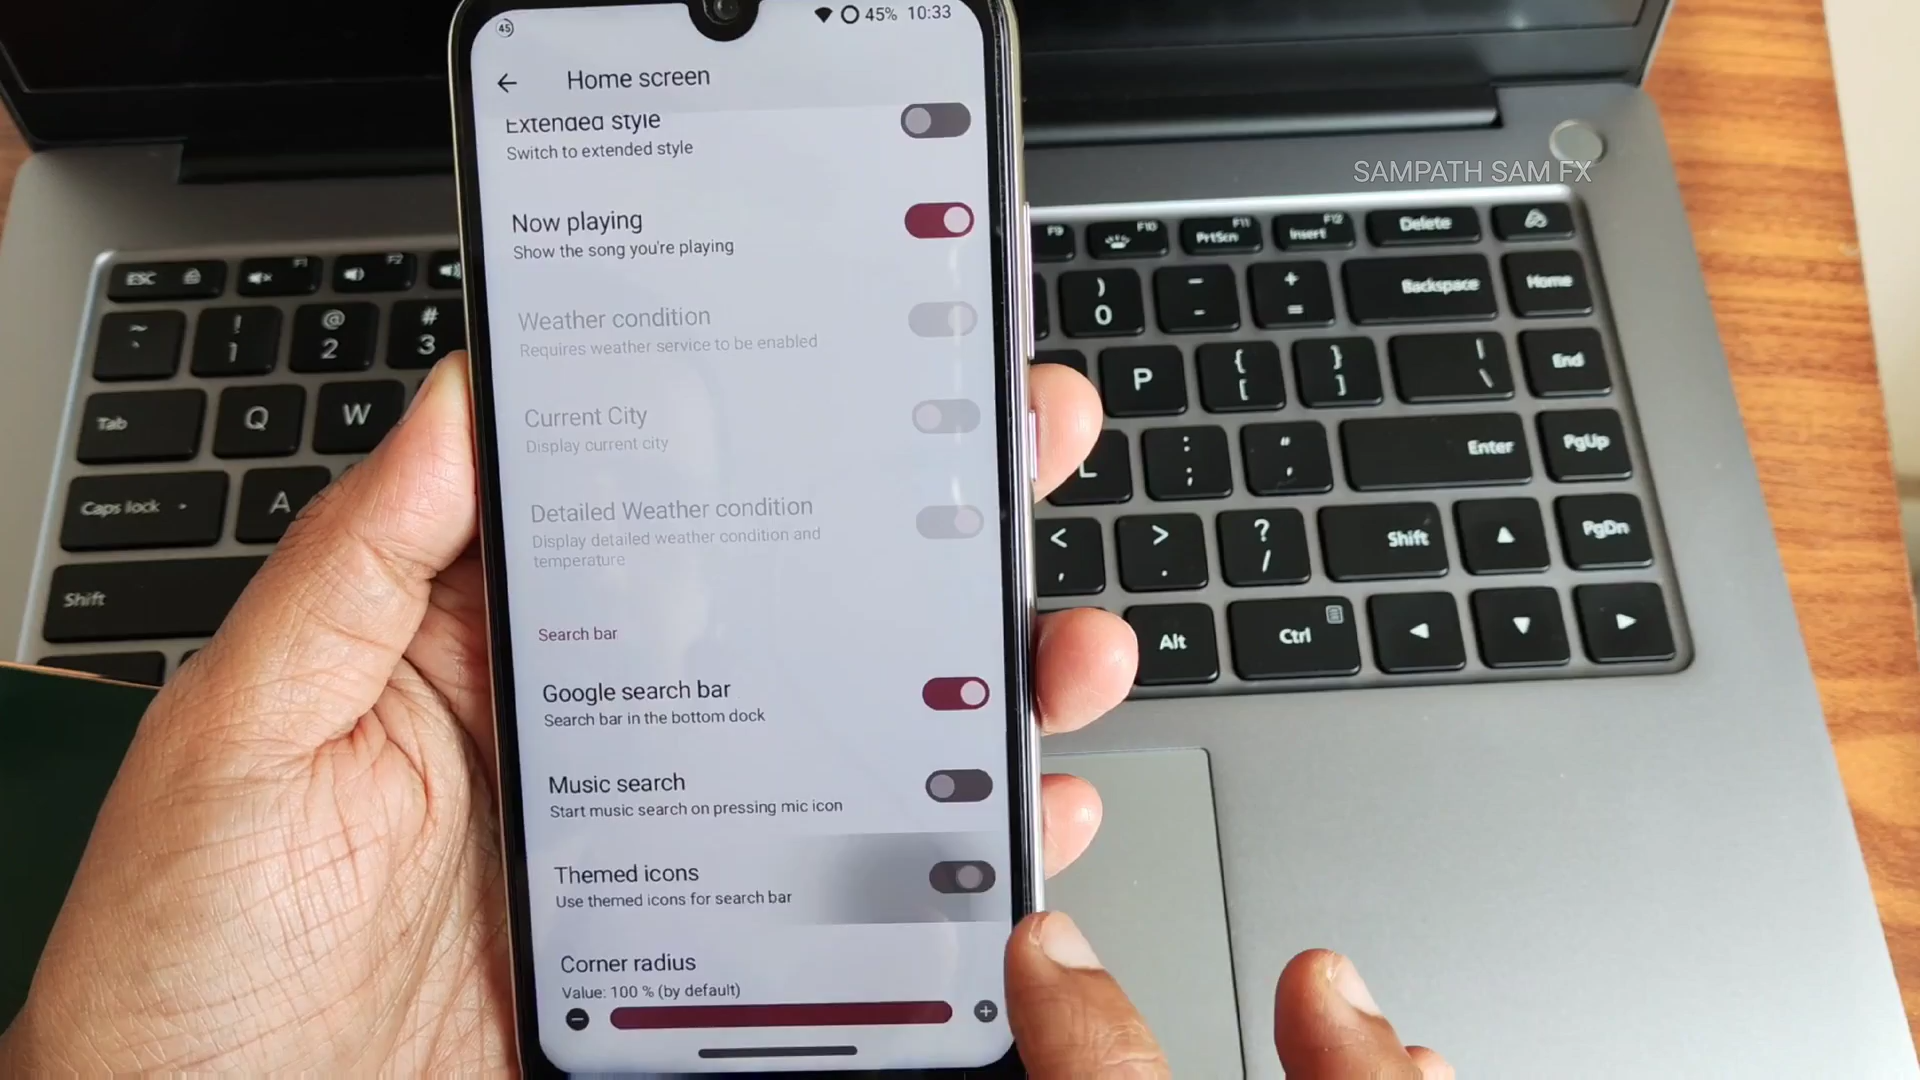 45
45% 10:33
Home screen
Extended style
Switch to extended style
Now playing
Show the song you're playing
Weather condition
Requires weather service to be enabled
Current City
Display current city
Detailed Weather condition
Display detailed weather condition and
temperature
Search bar
Google search bar
Search bar in the bottom dock
Music search
Start music search on pressing mic icon
Themed icons
Use themed icons for search bar
Corner radius
Value: 100 % (by default)
SAMPATH SAM FX
ESC F1 F2
~ ! @ #
` 1 2 3
Tab Q W
Caps lock A
Shift
F9 F10 F11 F12
PrtScn Insert Delete
) _ +
0 - = Backspace Home
P { [ } ] | \ End
L : ; " ' Enter PgUp
< , > . ? / Shift PgDn
Alt Ctrl